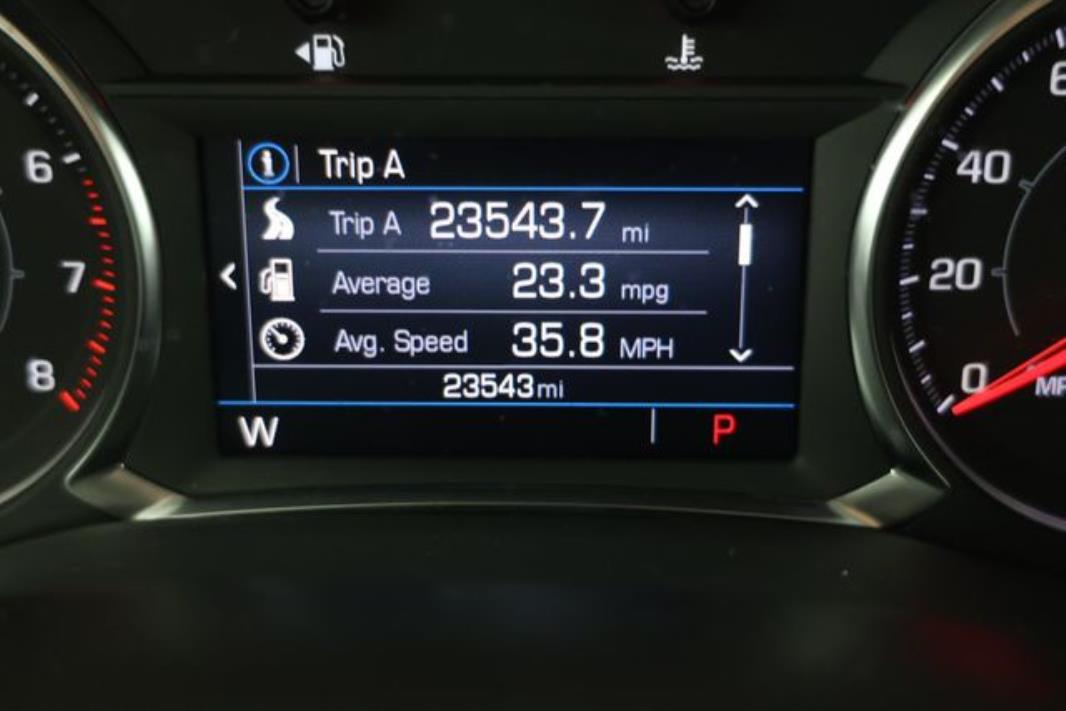 Trip A
Trip A 23543.7 mi
Average 23.3 mpg
Avg. Speed 35.8 MPH
23543mi
W P
6
7
8
40
20
0